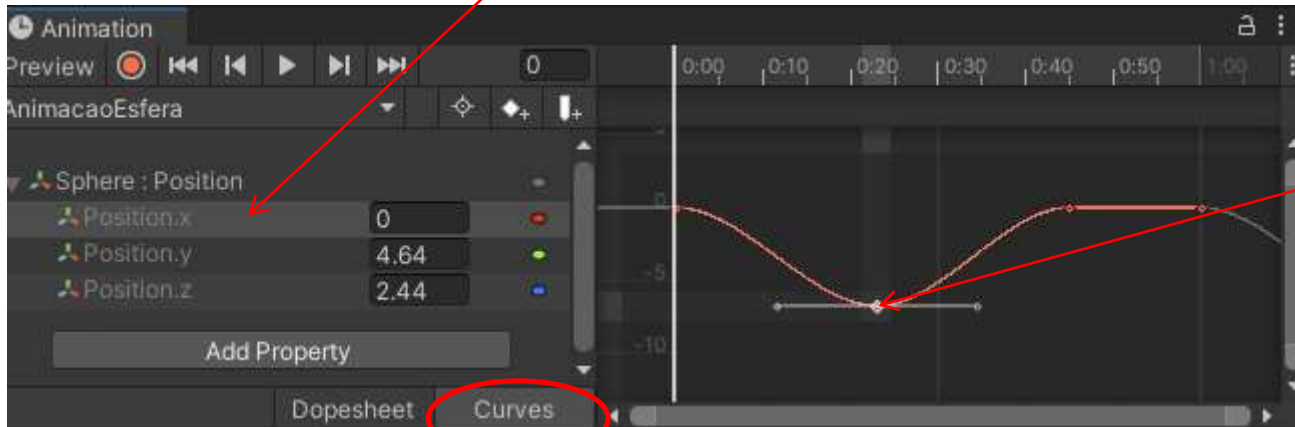 Animation
Preview 0 0:00 0:10 0:20 0:30 0:40 0:50 1:00
AnimacaoEsfera
Sphere : Position
Position.x 0
Position.y 4.64
Position.z 2.44
Add Property
Dopesheet Curves
0
-5
-10